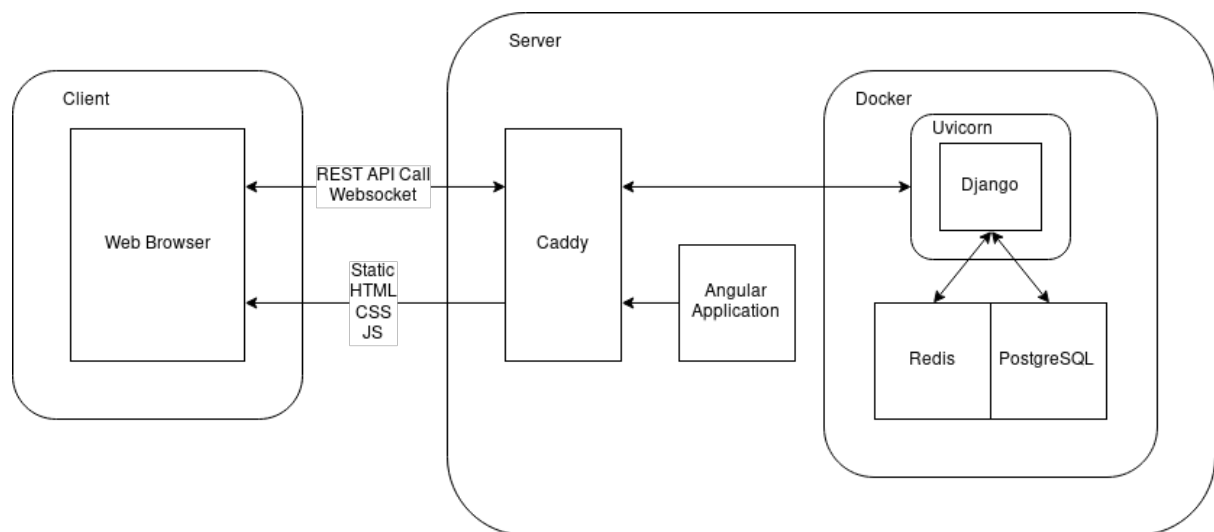 Server
Client
Docker
Uvicorn
REST API Call
Websocket
Django
Web Browser
Caddy
Static
HTML
CSS
JS
Angular
Application
Redis
PostgreSQL